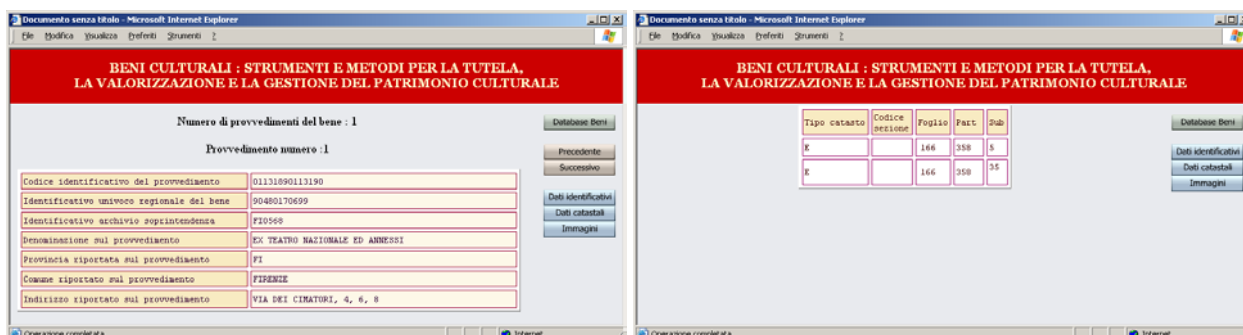 Documento senza titolo - Microsoft Internet Explorer
File Modifica Visualizza Preferiti Strumenti ?
BENI CULTURALI : STRUMENTI E METODI PER LA TUTELA,
LA VALORIZZAZIONE E LA GESTIONE DEL PATRIMONIO CULTURALE
Numero di provvedimenti del bene : 1
Database Beni
Provvedimento numero :1
Precedente
Successivo
Codice identificativo del provvedimento 01131890113190
Identificativo univoco regionale del bene 90480170699
Identificativo archivio soprintendenza FI0568
Denominazione sul provvedimento EX TEATRO NAZIONALE ED ANNESSI
Provincia riportata sul provvedimento FI
Comune riportato sul provvedimento FIRENZE
Indirizzo riportato sul provvedimento VIA DEI CIMATORI, 4, 6, 8
Dati identificativi
Dati catastali
Immagini
Operazione completata Internet
Documento senza titolo - Microsoft Internet Explorer
File Modifica Visualizza Preferiti Strumenti ?
BENI CULTURALI : STRUMENTI E METODI PER LA TUTELA,
LA VALORIZZAZIONE E LA GESTIONE DEL PATRIMONIO CULTURALE
Tipo catasto Codice sezione Foglio Part Sub
E 166 358 5
E 166 358 35
Database Beni
Dati identificativi
Dati catastali
Immagini
Operazione completata Internet